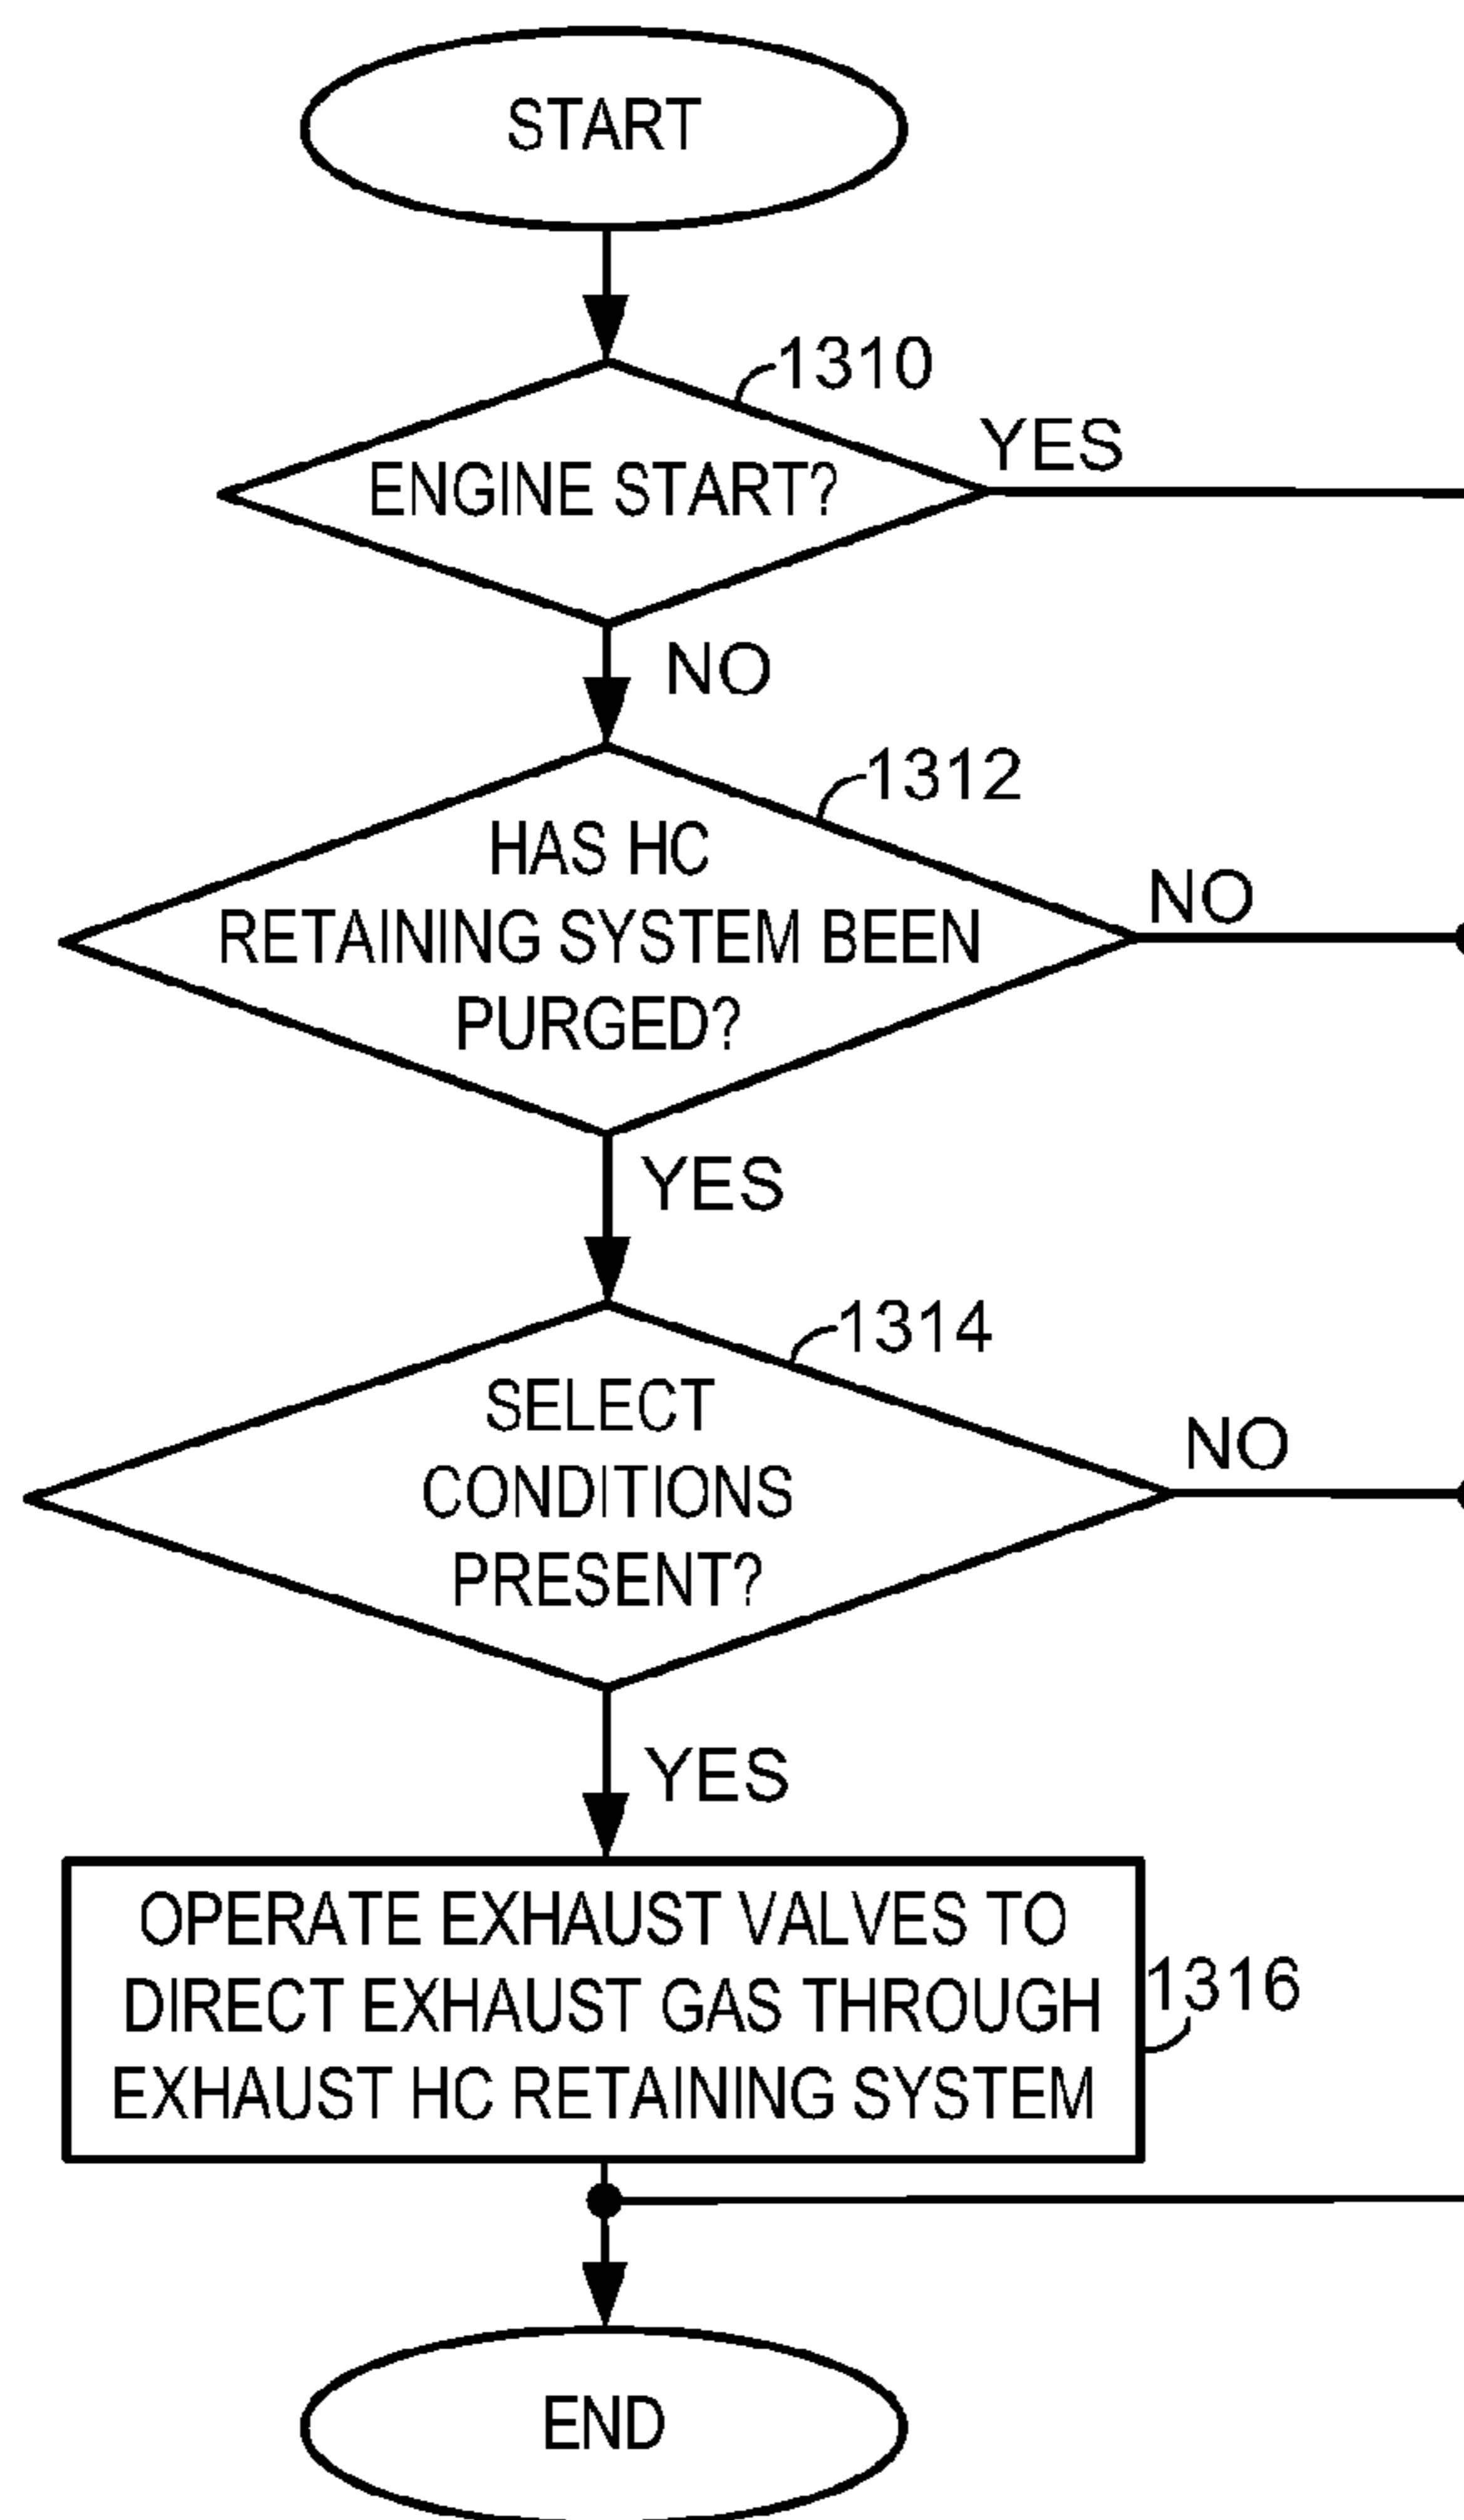 START
1310
YES
ENGINE START?
NO
1312
HAS HC
RETAINING SYSTEM BEEN
PURGED?
NO
YES
1314
SELECT
CONDITIONS
PRESENT?
NO
YES
OPERATE EXHAUST VALVES TO
DIRECT EXHAUST GAS THROUGH
EXHAUST HC RETAINING SYSTEM
1316
END